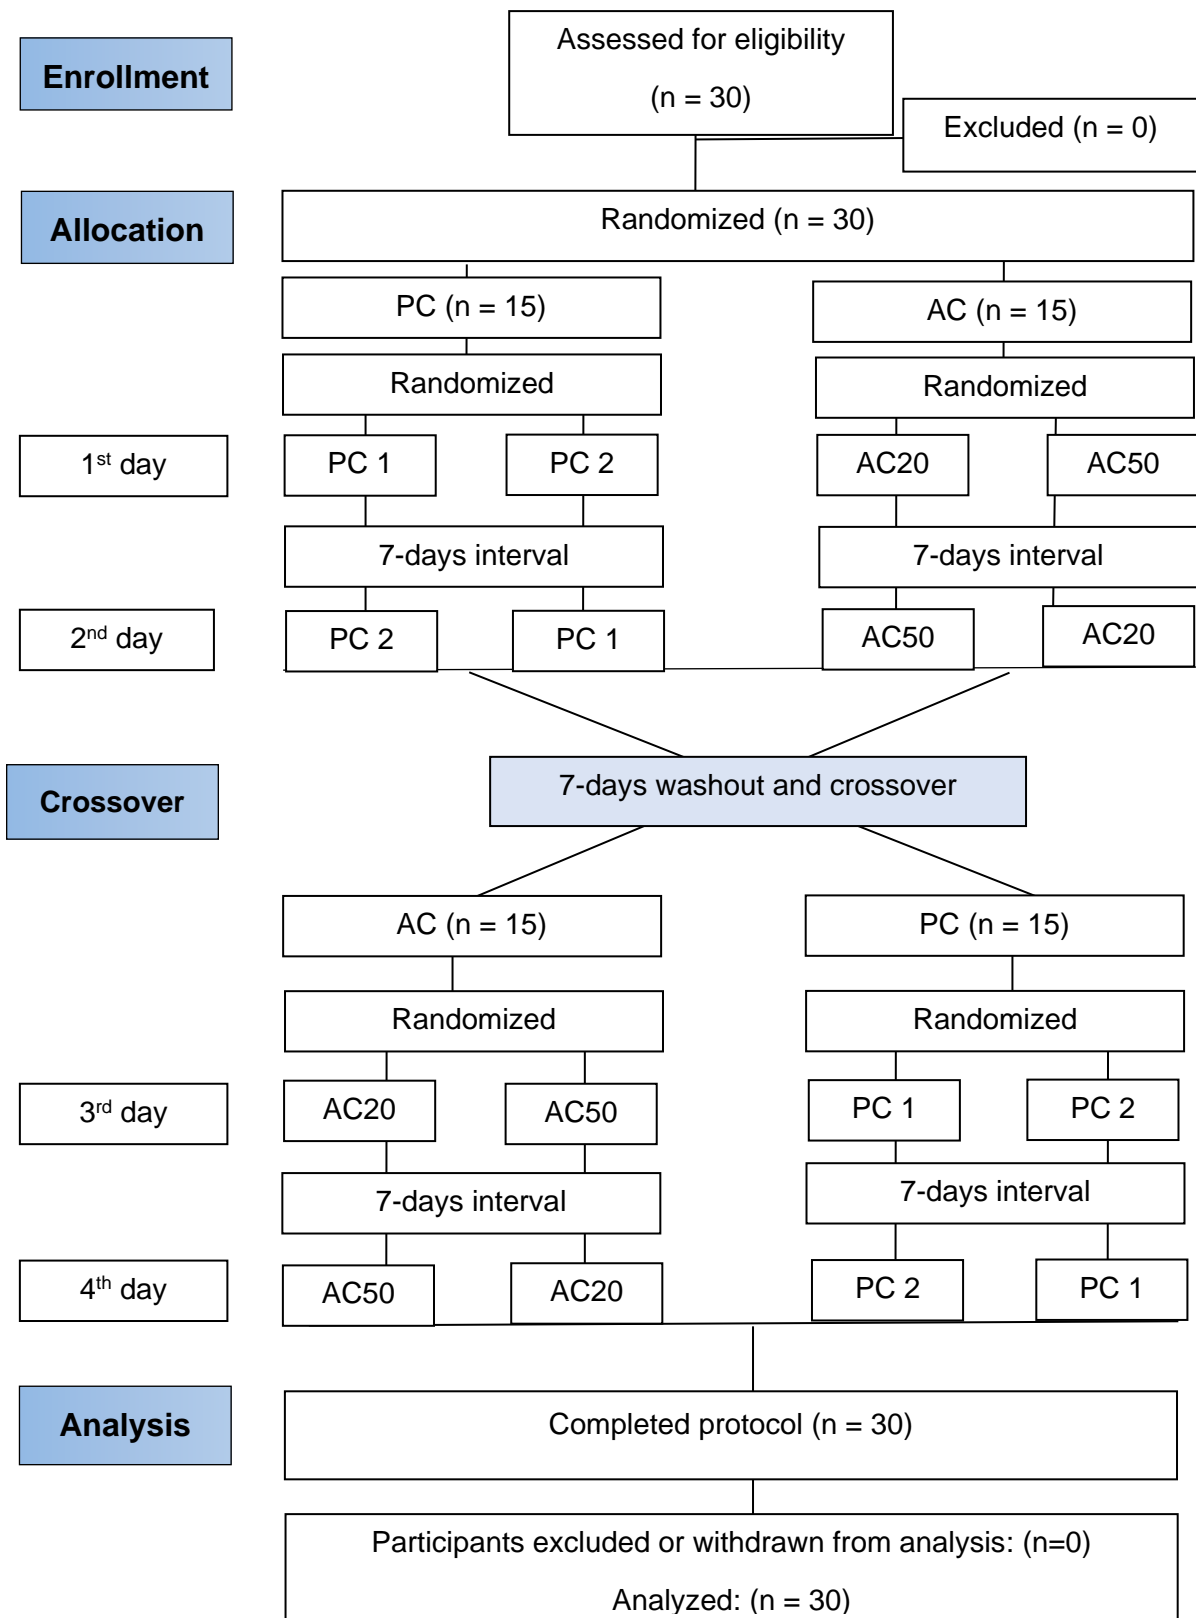 Enrollment
Assessed for eligibility
(n = 30)
Excluded (n = 0)
Allocation
Randomized (n = 30)
PC (n = 15)
AC (n = 15)
Randomized
Randomized
1st day
PC 1
PC 2
AC20
AC50
7-days interval
7-days interval
2nd day
PC 2
PC 1
AC50
AC20
Crossover
7-days washout and crossover
AC (n = 15)
PC (n = 15)
Randomized
Randomized
3rd day
AC20
AC50
PC 1
PC 2
7-days interval
7-days interval
4th day
AC50
AC20
PC 2
PC 1
Analysis
Completed protocol (n = 30)
Participants excluded or withdrawn from analysis: (n=0)
Analyzed: (n = 30)